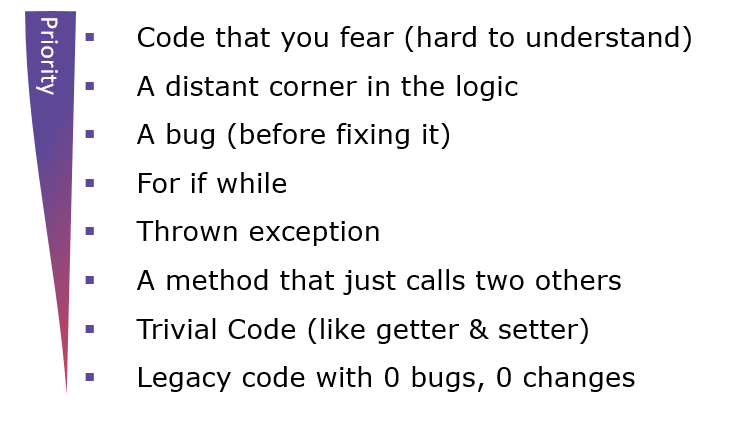 Priority
Code that you fear (hard to understand)
A distant corner in the logic
A bug (before fixing it)
For if while
Thrown exception
A method that just calls two others
Trivial Code (like getter & setter)
Legacy code with 0 bugs, 0 changes